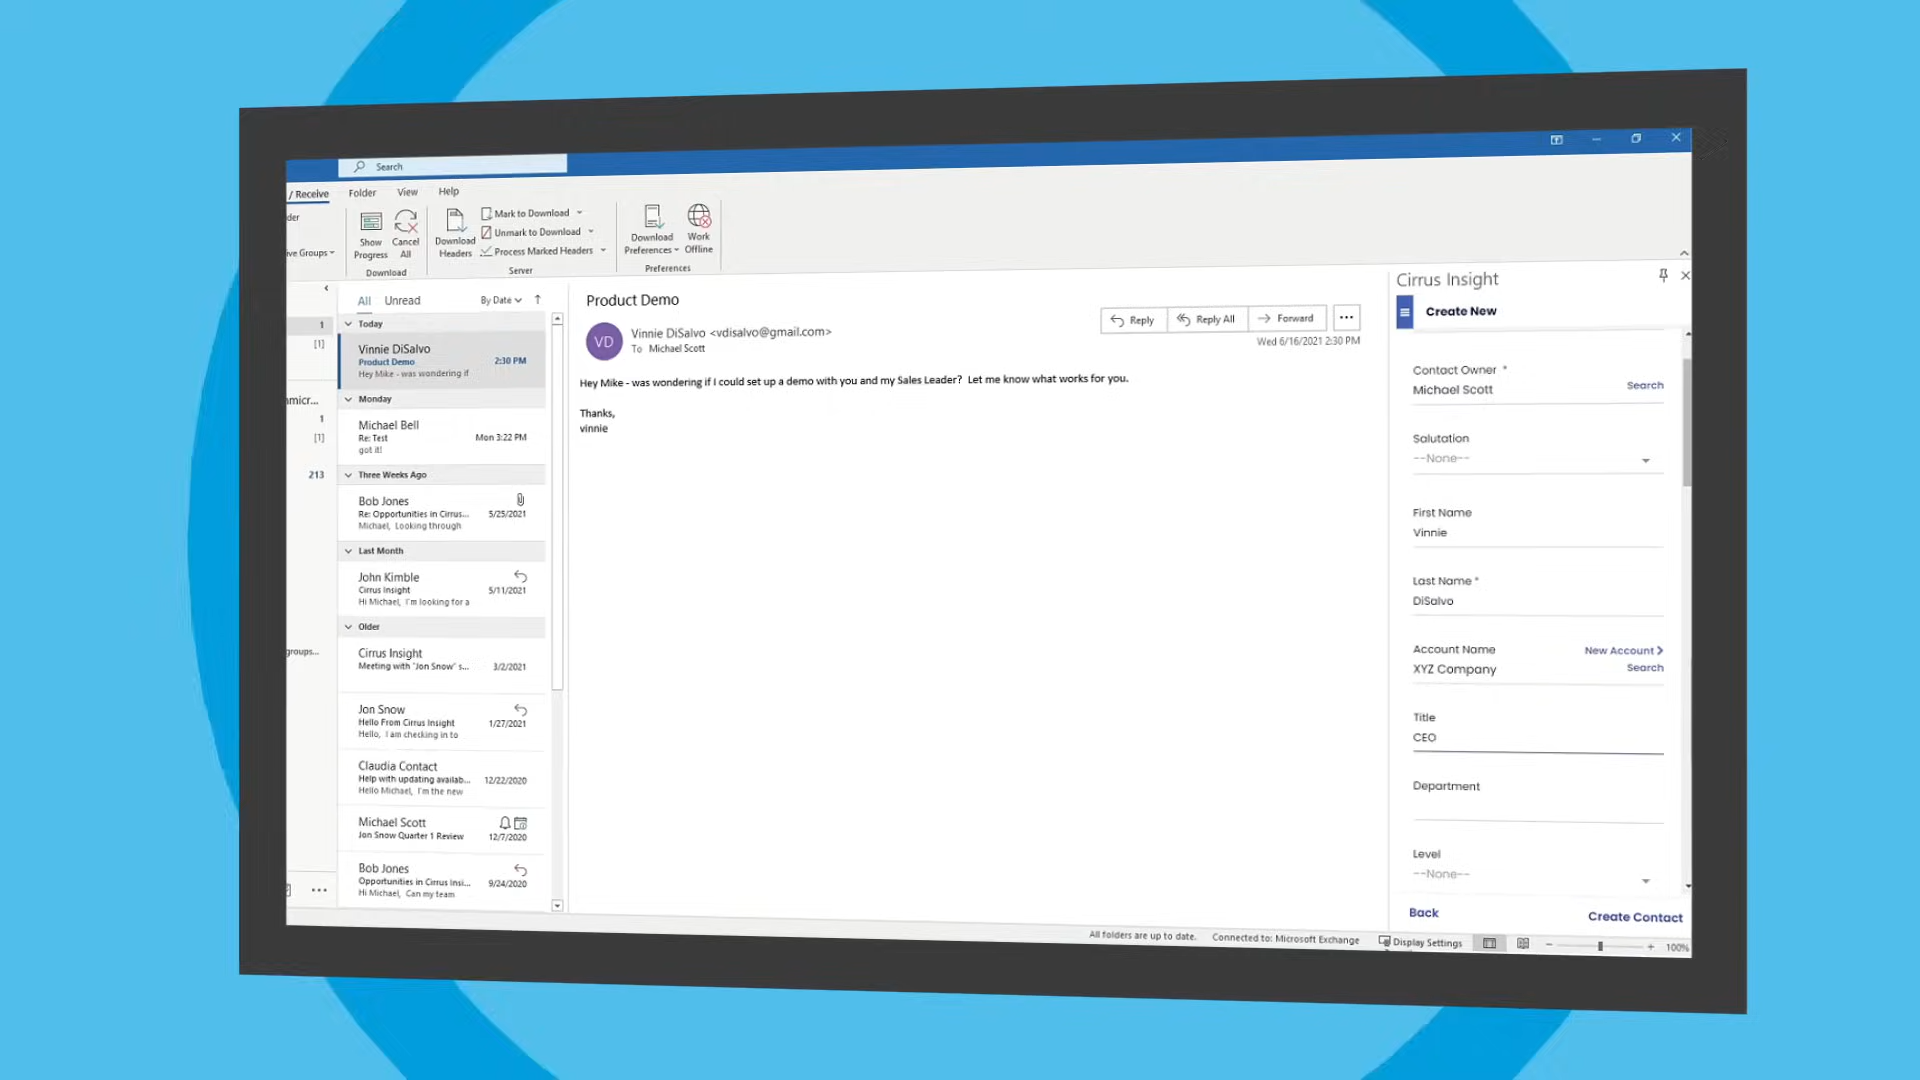 Search
/ Receive
Folder
View
Help
der
ive Groups
Show
Progress
Cancel
All
Download
Download
Headers
Mark to Download
Unmark to Download
Process Marked Headers
Server
Download
Preferences
Work
Offline
Preferences
1
[1]
nmicr...
1
[1]
213
groups...
All
Unread
By Date
Today
Vinnie DiSalvo
Product Demo
2:30 PM
Hey Mike - was wondering if
Monday
Michael Bell
Re: Test
Mon 3:22 PM
got it!
Three Weeks Ago
Bob Jones
Re: Opportunities in Cirrus...
5/25/2021
Michael, Looking through
Last Month
John Kimble
Cirrus Insight
5/11/2021
Hi Michael, I'm looking for a
Older
Cirrus Insight
Meeting with 'Jon Snow' s...
3/2/2021
Jon Snow
Hello From Cirrus Insight
1/27/2021
Hello, I am checking in to
Claudia Contact
Help with updating availab...
12/22/2020
Hello Michael, I'm the new
Michael Scott
Jon Snow Quarter 1 Review
12/7/2020
Bob Jones
Opportunities in Cirrus Insi...
9/24/2020
Hi Michael, Can my team
Product Demo
VD
Vinnie DiSalvo <vdisalvo@gmail.com>
To Michael Scott
Reply
Reply All
Forward
Wed 6/16/2021 2:30 PM
Hey Mike - was wondering if I could set up a demo with you and my Sales Leader? Let me know what works for you.
Thanks,
vinnie
Cirrus Insight
Create New
Contact Owner *
Michael Scott
Search
Salutation
--None--
First Name
Vinnie
Last Name *
DiSalvo
Account Name
New Account
XYZ Company
Search
Title
CEO
Department
Level
--None--
Back
Create Contact
All folders are up to date.
Connected to: Microsoft Exchange
Display Settings
100%